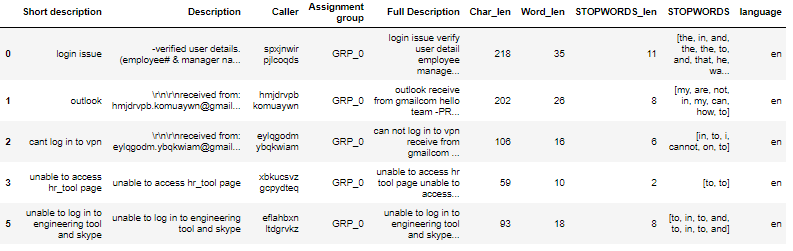 Short description Description Caller Assignment group Full Description Char_len Word_len STOPWORDS_len STOPWORDS language
0 login issue -verified user details. (employee# & manager na... spxjnwir pjlcoqds GRP_0 login issue verify user detail employee manage... 218 35 11 [the, in, and, the, the, to, and, that, he, wa... en
1 outlook \r\n\r\nreceived from: hmjdrvpb.komuaywn@gmail... hmjdrvpb komuaywn GRP_0 outlook receive from gmailcom hello team -PR... 202 26 8 [my, are, not, in, my, can, how, to] en
2 cant log in to vpn \r\n\r\nreceived from: eylqgodm.ybqkwiam@gmail... eylqgodm ybqkwiam GRP_0 can not log in to vpn receive from gmailcom ... 106 16 6 [in, to, i, cannot, on, to] en
3 unable to access hr_tool page unable to access hr_tool page xbkucsvz gcpydteq GRP_0 unable to access hr tool page unable to access... 59 10 2 [to, to] en
5 unable to log in to engineering tool and skype unable to log in to engineering tool and skype eflahbxn ltdgrvkz GRP_0 unable to log in to engineering tool and skype... 93 18 8 [to, in, to, and, to, in, to, and] en